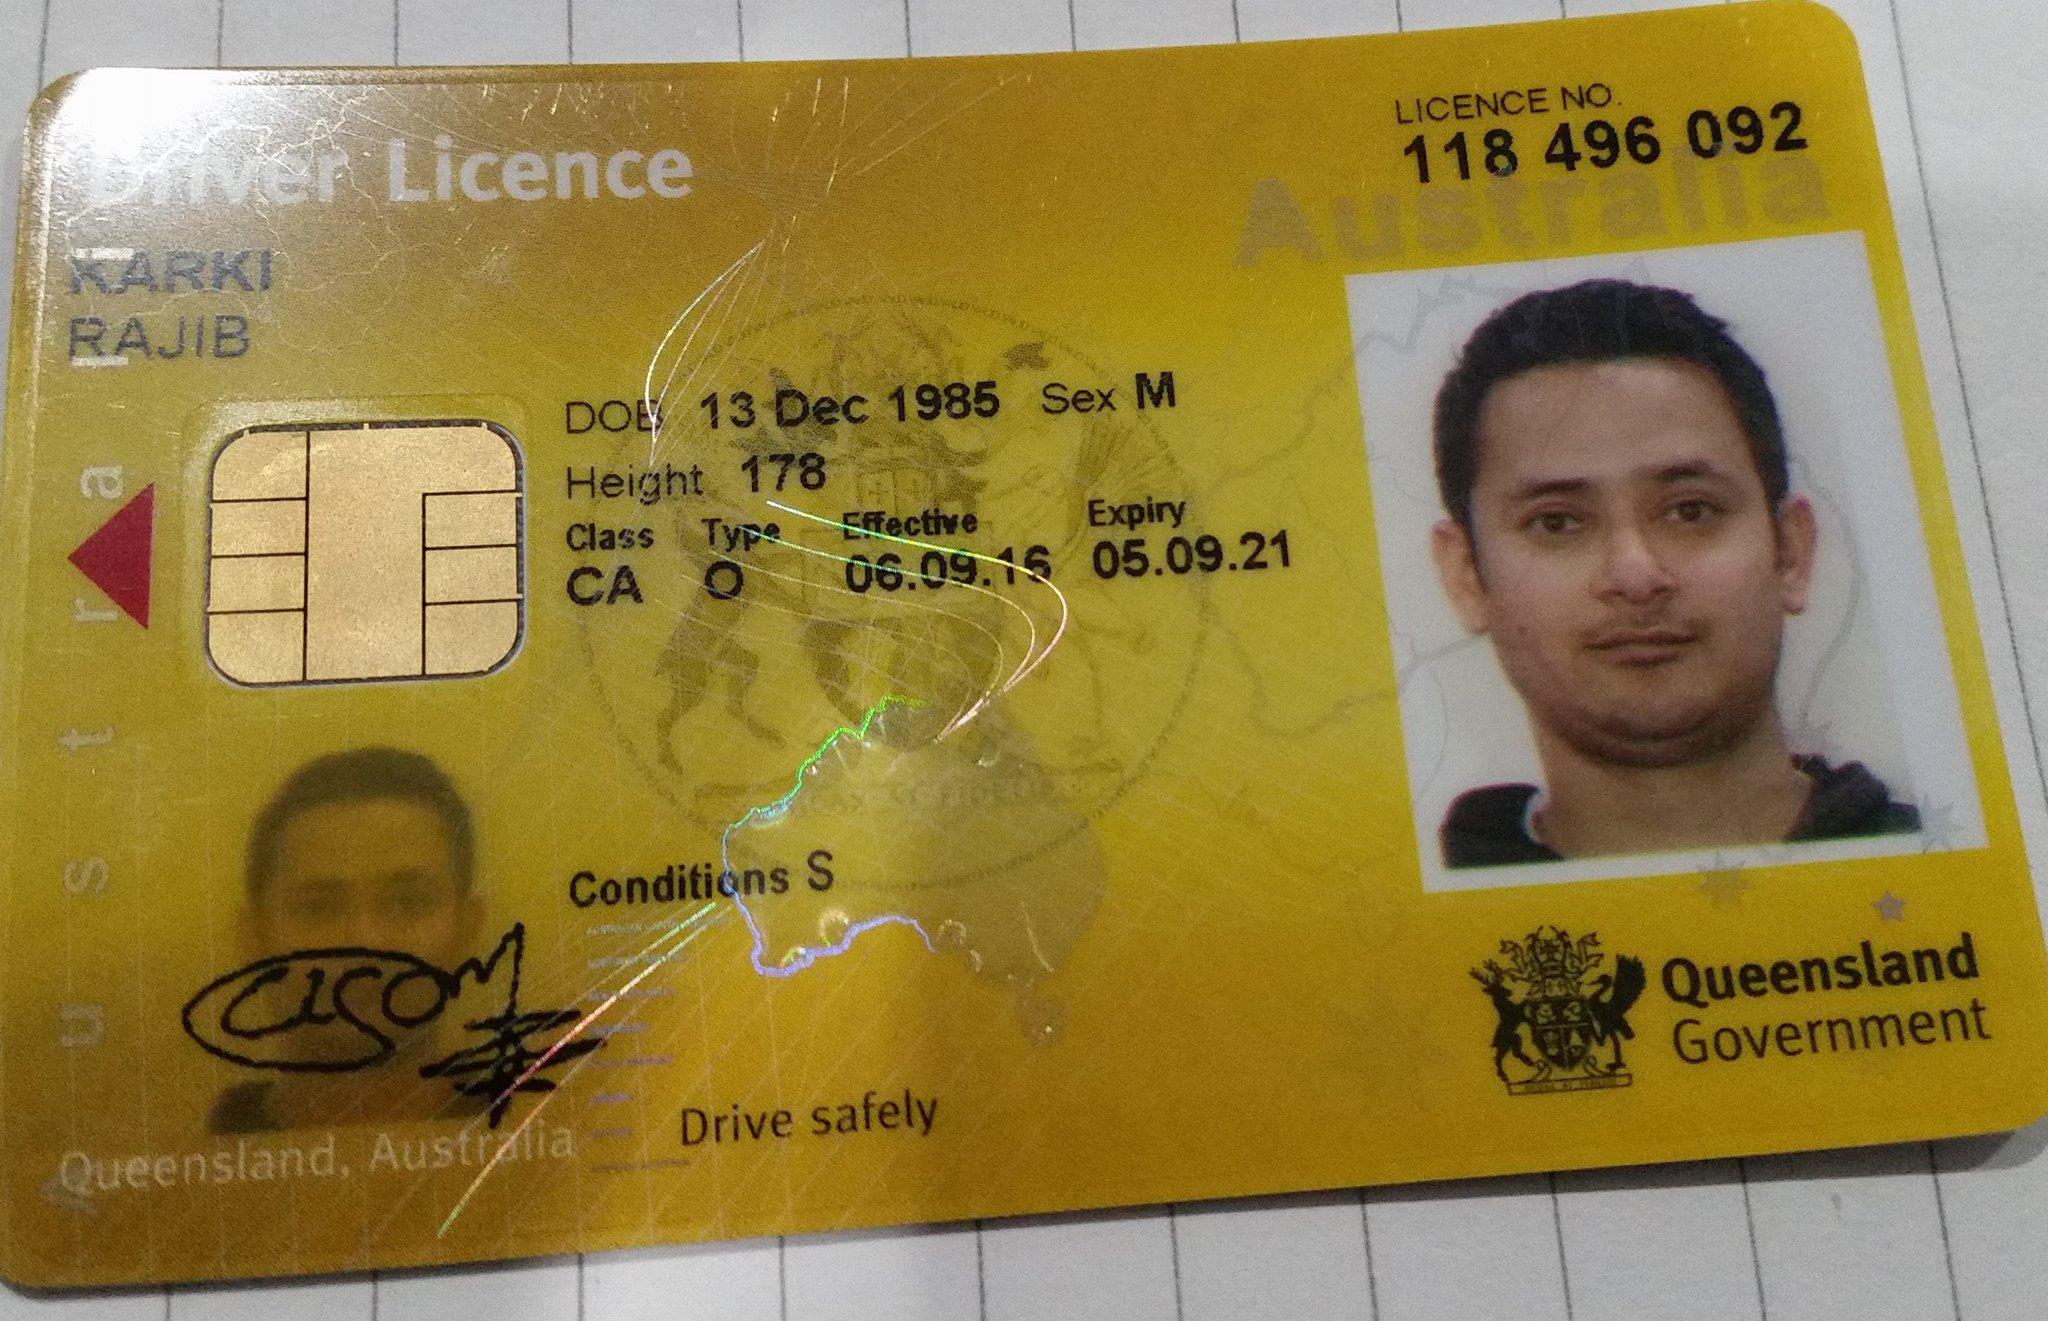 LICENCE NO.
118 496 092
Driver Licence
Australia
KARKI
RAJIB
DOB 13 Dec 1985 Sex M
Height 178
Class Type Effective Expiry
CA O 06.09.16 05.09.21
Australia
Conditions S
Queensland
Government
Drive safely
Queensland, Australia